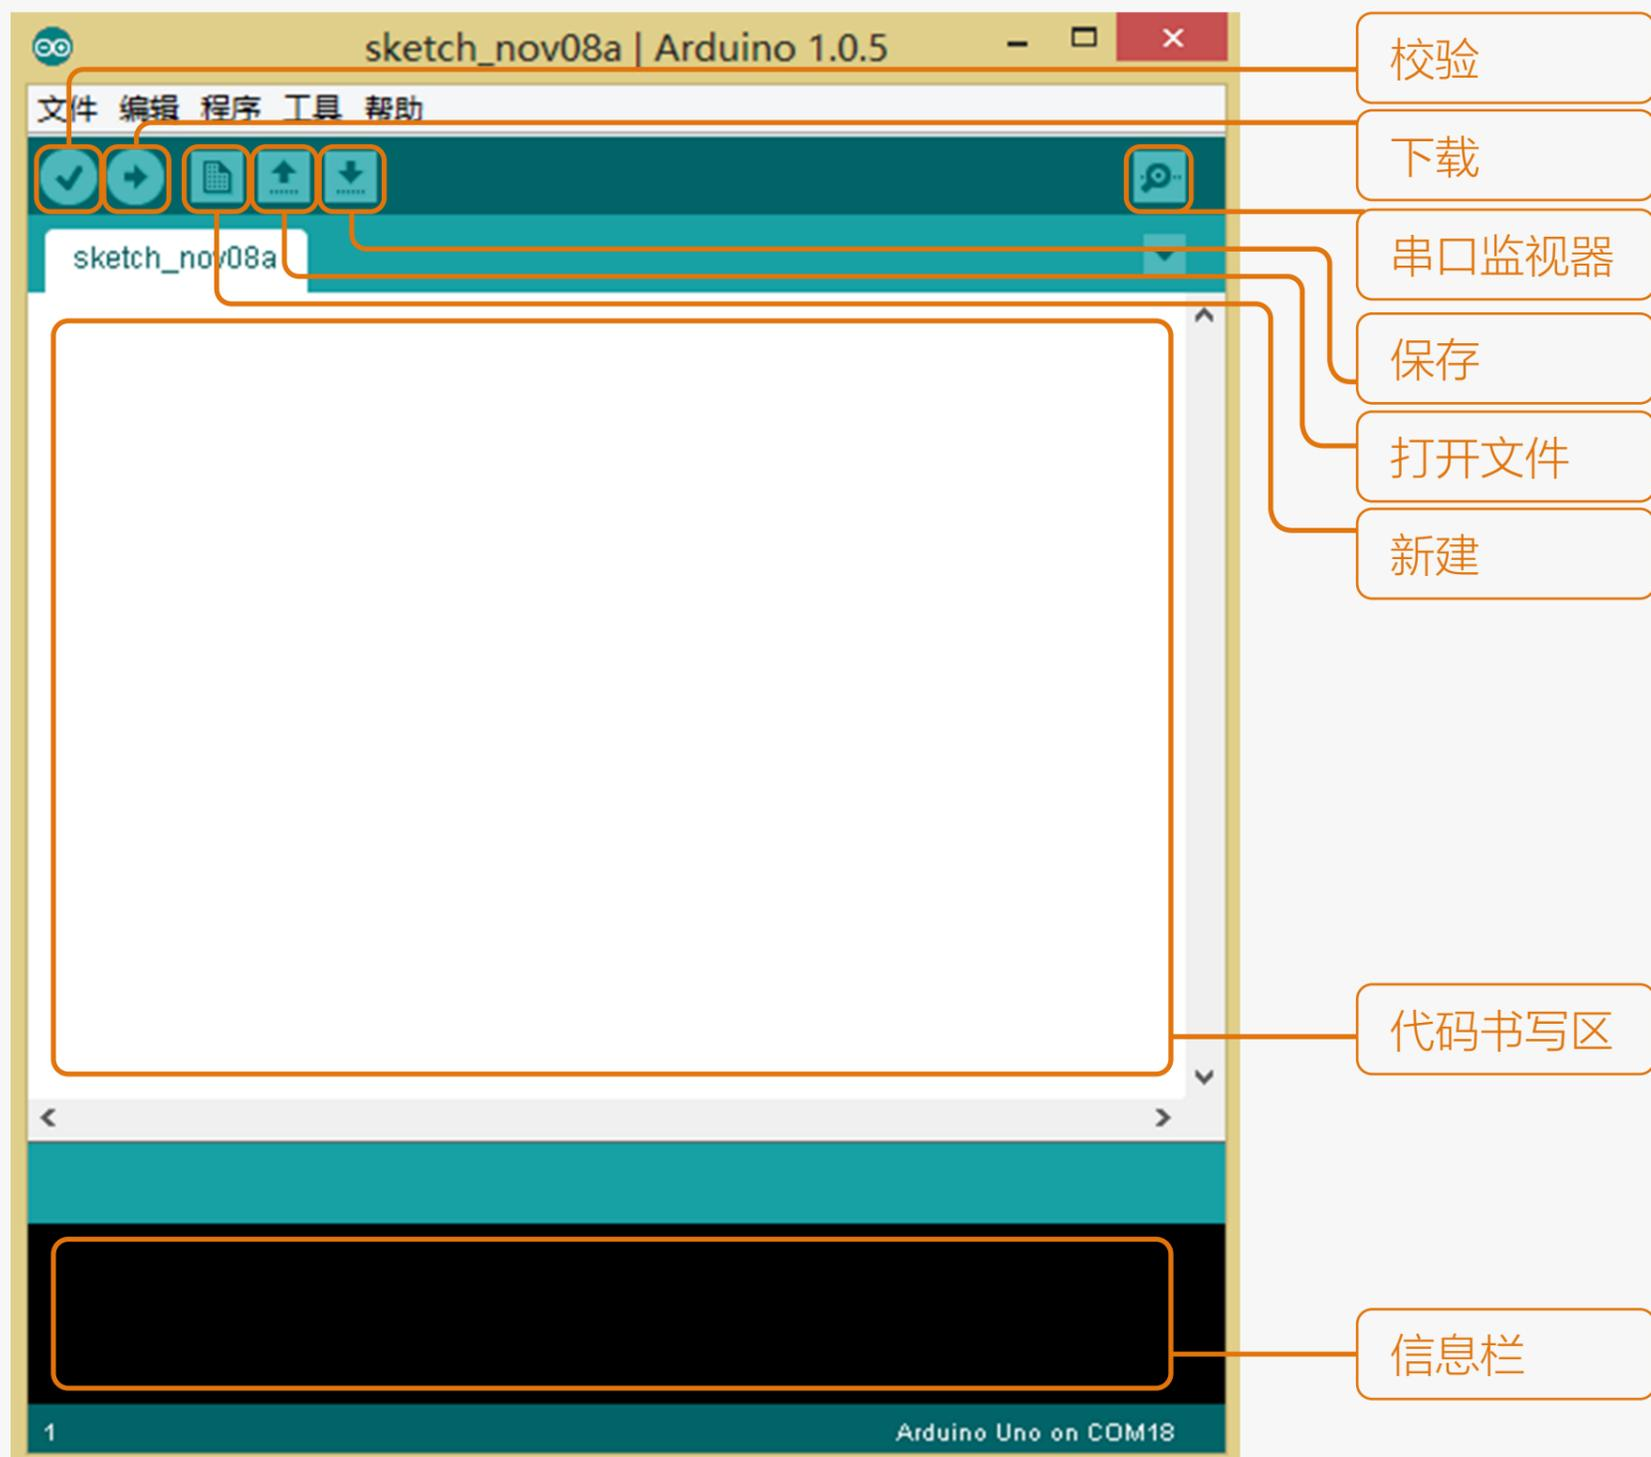 sketch_nov08a | Arduino 1.0.5
文件 编辑 程序 工具 帮助
sketch_nov08a
校验
下载
串口监视器
保存
打开文件
新建
代码书写区
信息栏
1
Arduino Uno on COM18